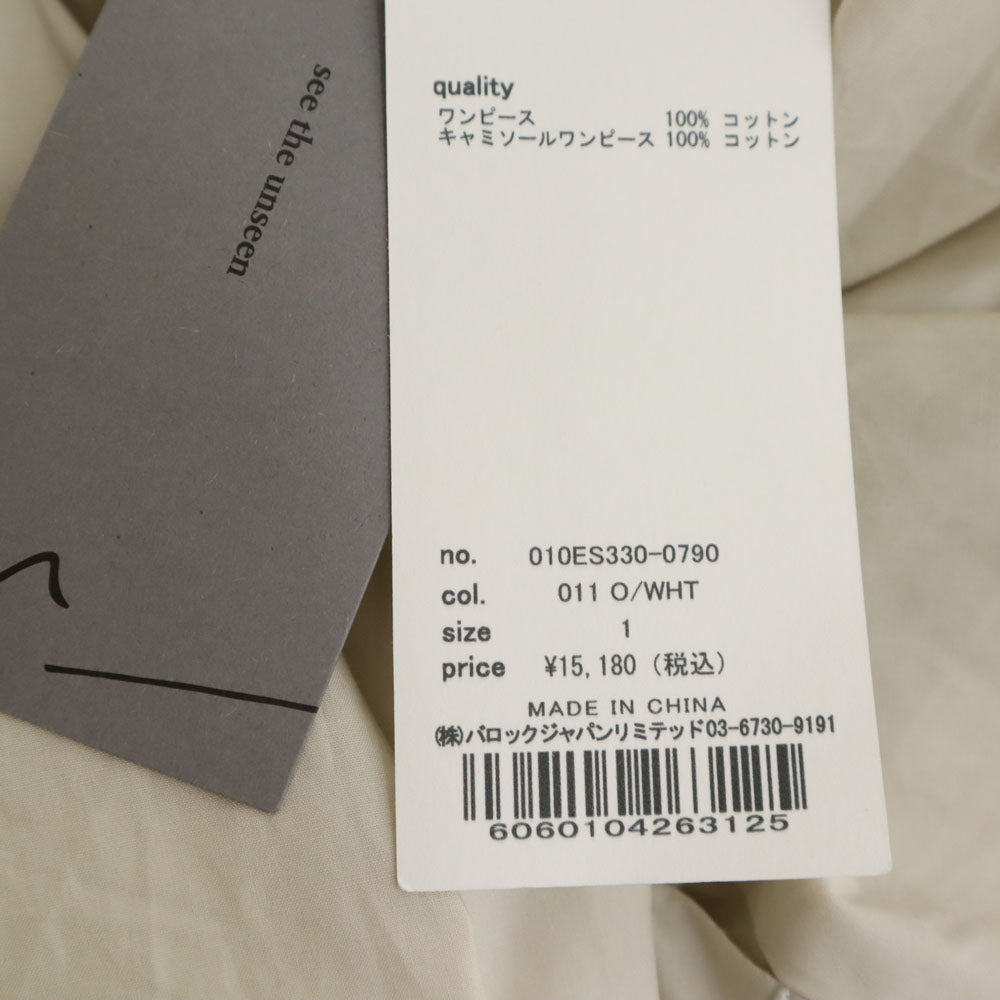 see the unseen
quality
ワンピース 100% コットン
キャミソールワンピース 100% コットン
no. 010ES330-0790
col. 011 O/WHT
size 1
price ¥15,180 (税込)
MADE IN CHINA
㈱バロックジャパンリミテッド03-6730-9191
6060104263125